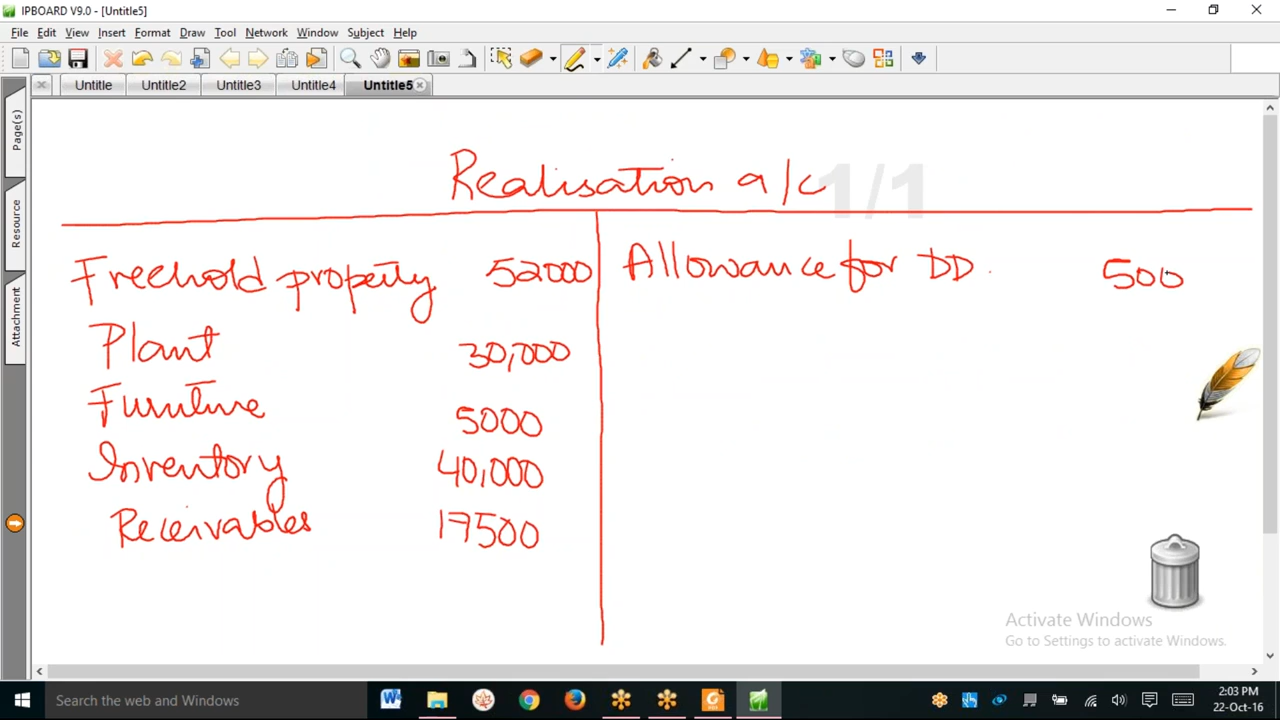 IPBOARD V9.0 - [Untitle5]
File Edit View Insert Format Draw Tool Network Window Subject Help
Untitle Untitle2 Untitle3 Untitle4 Untitle5
Page(s)
Resource
Attachment
1/1
Realisation a/c
Freehold property 52000 Allowance for DD. 500
Plant 30,000
Furniture 5000
Inventory 40,000
Receivables 17500
Activate Windows
Go to Settings to activate Windows.
Search the web and Windows
2:03 PM
22-Oct-16